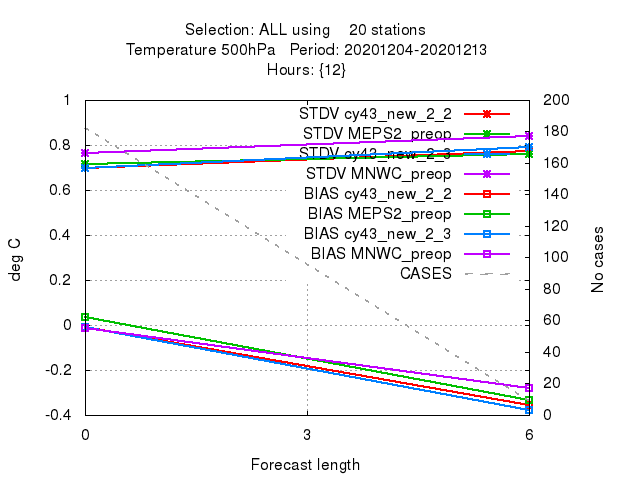 Selection: ALL using 20 stations
Temperature 500hPa Period: 20201204-20201213
Hours: {12}
1
0.8
0.6
0.4
0.2
0
-0.2
-0.4
deg C
200
180
160
140
120
100
80
60
40
20
0
No cases
STDV cy43_new_2_2
STDV MEPS2_preop
STDV cy43_new_2_3
STDV MNWC_preop
BIAS cy43_new_2_2
BIAS MEPS2_preop
BIAS cy43_new_2_3
BIAS MNWC_preop
CASES
0 3 6
Forecast length